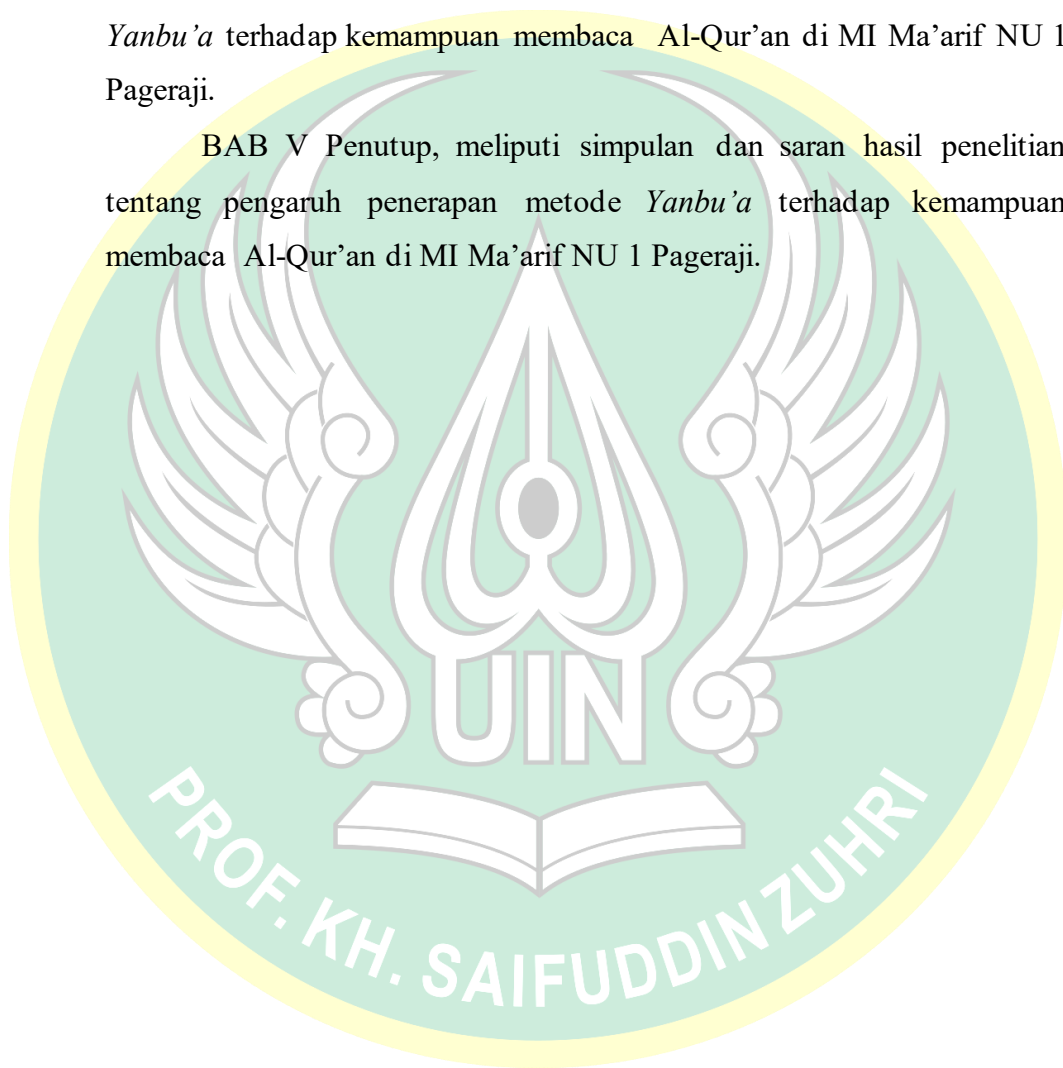 Yanbu’a terhadap kemampuan membaca Al-Qur’an di MI Ma’arif NU 1
Pageraji.
BAB V Penutup, meliputi simpulan dan saran hasil penelitian
tentang pengaruh penerapan metode Yanbu’a terhadap kemampuan
membaca Al-Qur’an di MI Ma’arif NU 1 Pageraji.
UIN
PROF. KH. SAIFUDDIN ZUHRI